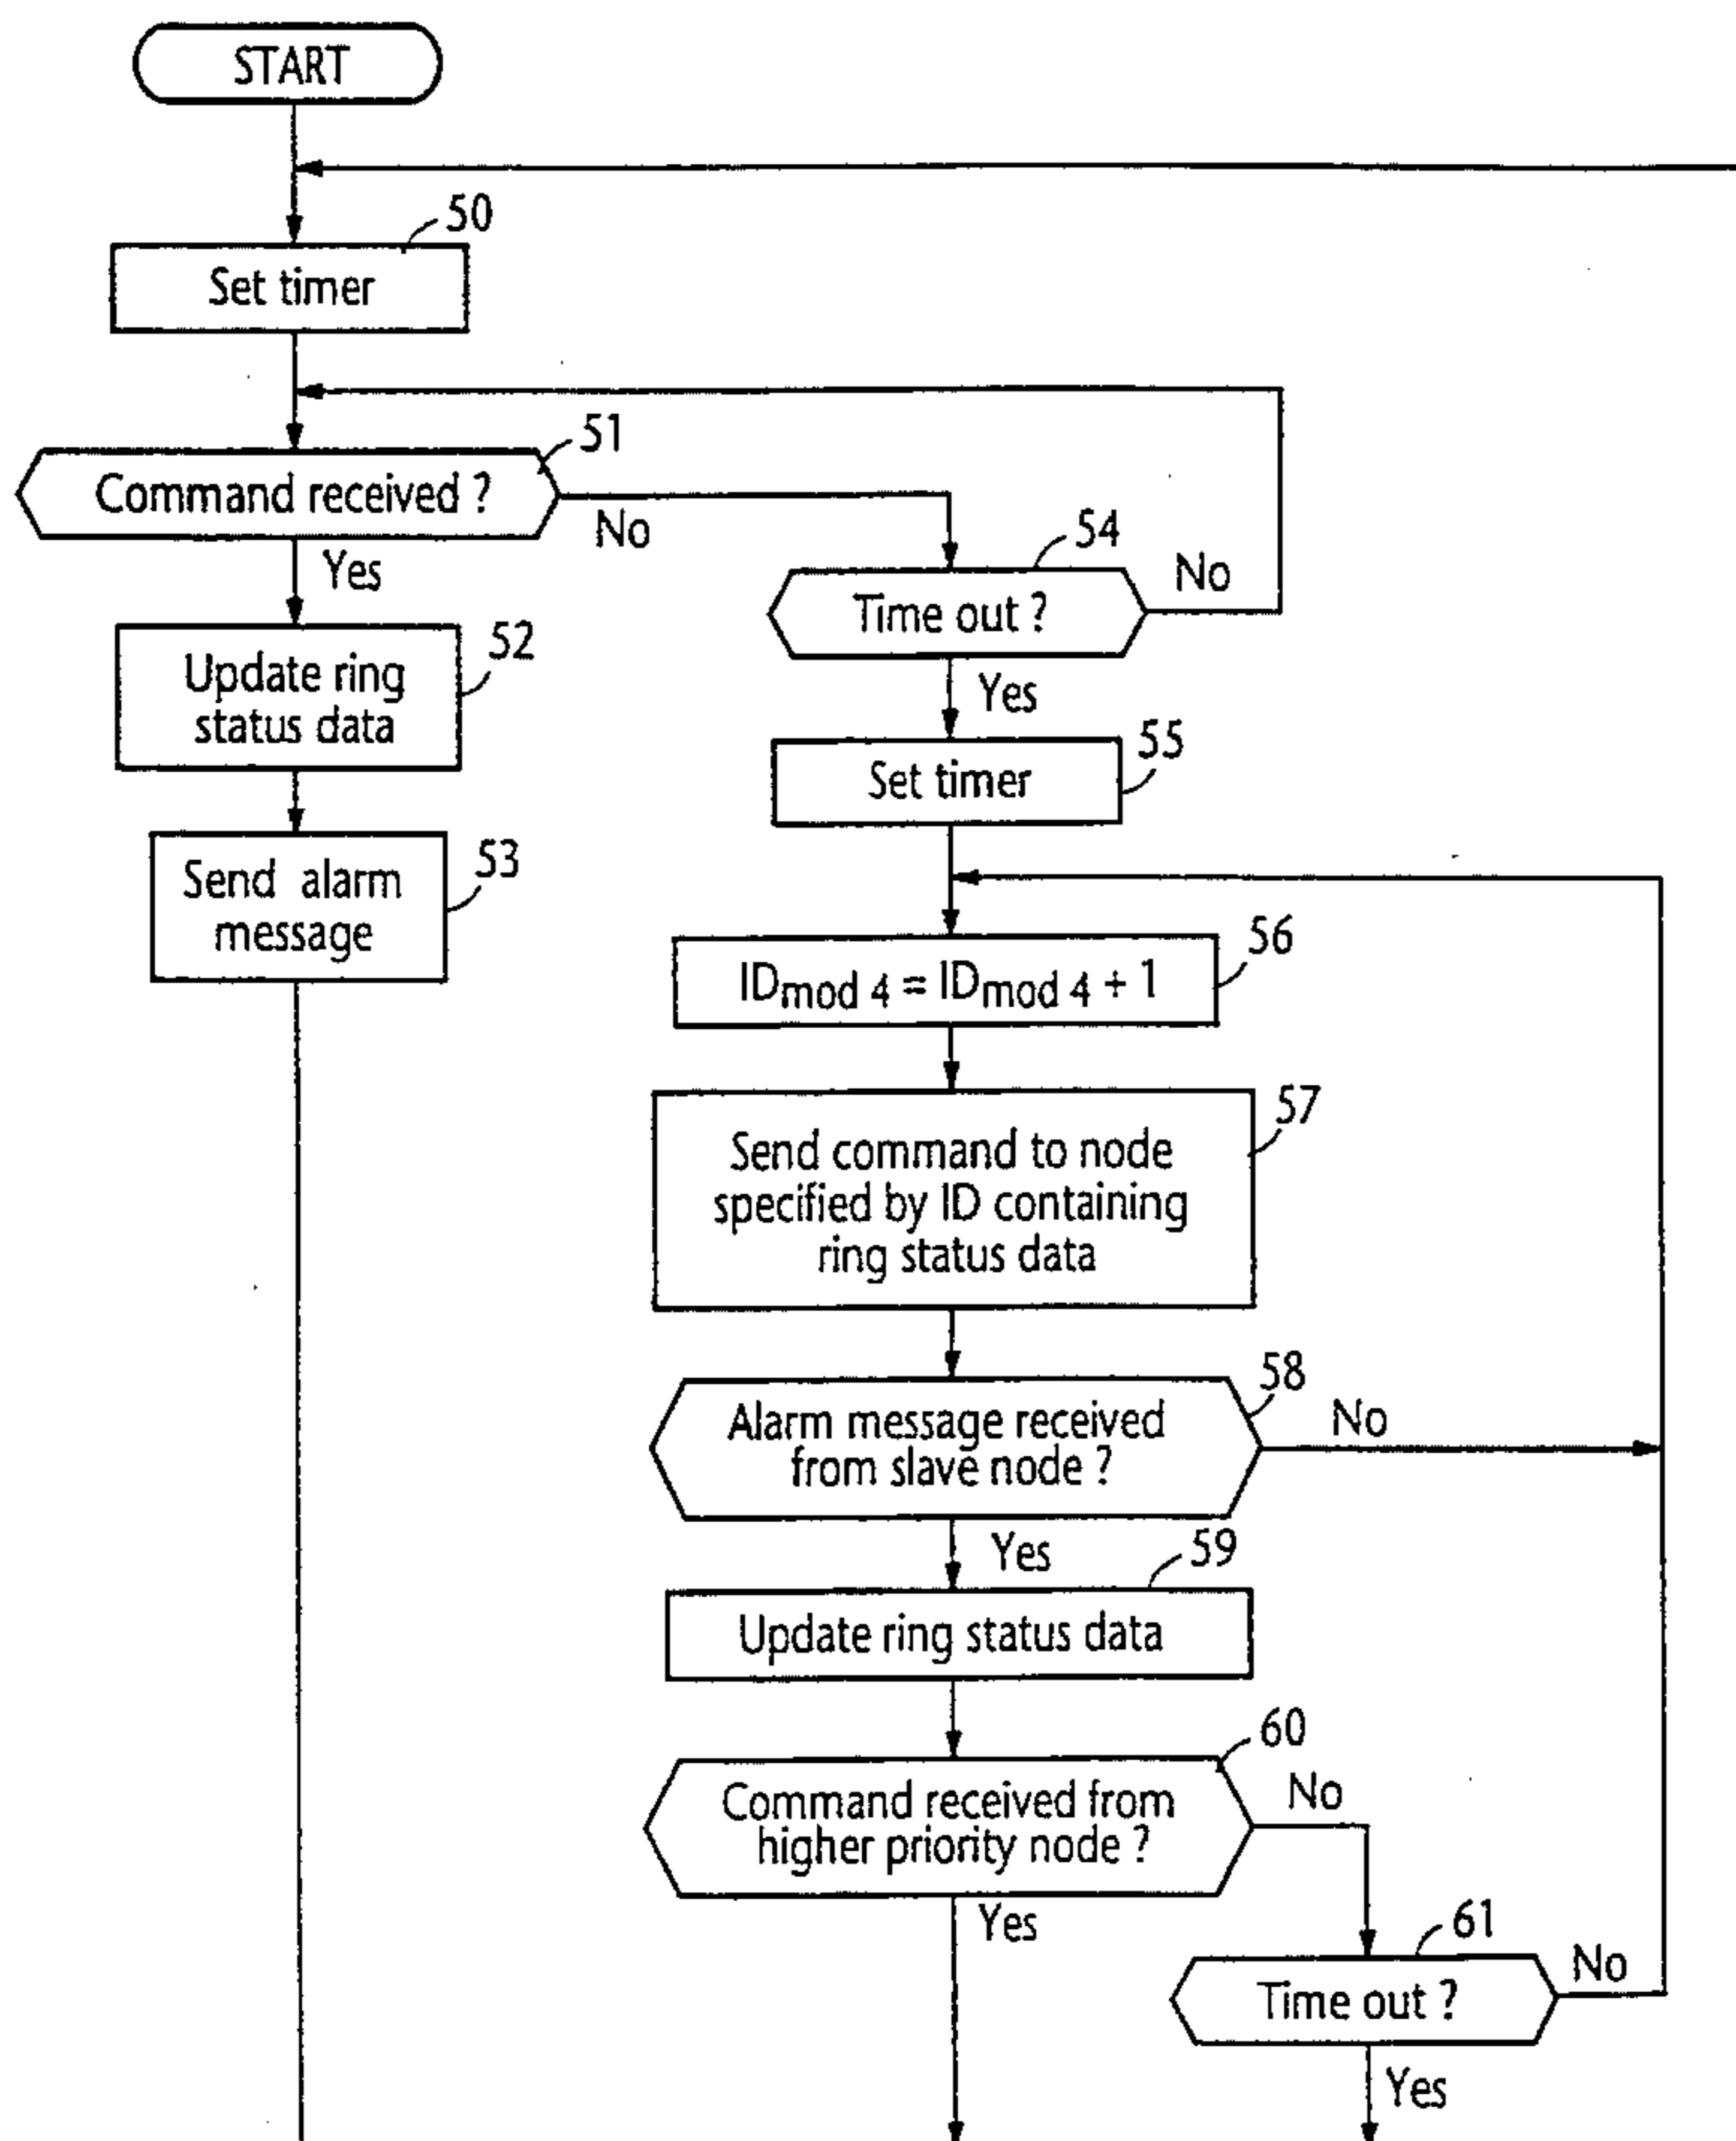 START
50
Set timer
51
Command received ?
No
Yes
54
Time out ?
No
Yes
52
Update ring
status data
55
Set timer
53
Send alarm
message
56
IDmod 4 = IDmod 4 + 1
57
Send command to node
specified by ID containing
ring status data
58
Alarm message received
from slave node ?
No
Yes
59
Update ring status data
60
Command received from
higher priority node ?
No
Yes
61
Time out ?
No
Yes